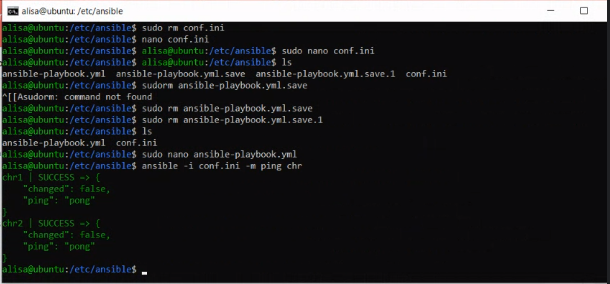 alisa@ubuntu: /etc/ansible
alisa@ubuntu:/etc/ansible$ sudo rm conf.ini
alisa@ubuntu:/etc/ansible$ nano conf.ini
alisa@ubuntu:/etc/ansible$ alisa@ubuntu:/etc/ansible$ sudo nano conf.ini
alisa@ubuntu:/etc/ansible$ ls
ansible-playbook.yml  ansible-playbook.yml.save  ansible-playbook.yml.save.1  conf.ini
alisa@ubuntu:/etc/ansible$ sudorm ansible-playbook.yml.save
^[[Asudorm: command not found
alisa@ubuntu:/etc/ansible$ sudo rm ansible-playbook.yml.save
alisa@ubuntu:/etc/ansible$ sudo rm ansible-playbook.yml.save.1
alisa@ubuntu:/etc/ansible$ ls
ansible-playbook.yml  conf.ini
alisa@ubuntu:/etc/ansible$ sudo nano ansible-playbook.yml
alisa@ubuntu:/etc/ansible$ ansible -i conf.ini -m ping chr
chr1 | SUCCESS => {
    "changed": false,
    "ping": "pong"
}
chr2 | SUCCESS => {
    "changed": false,
    "ping": "pong"
}
alisa@ubuntu:/etc/ansible$